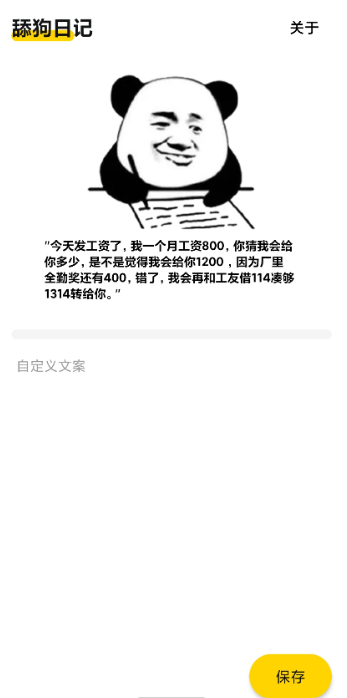 舔狗日记
关于
"今天发工资了，我一个月工资800，你猜我会给
你多少，是不是觉得我会给你1200，因为厂里
全勤奖还有400，错了，我会再和工友借114凑够
1314转给你。"
自定义文案
保存